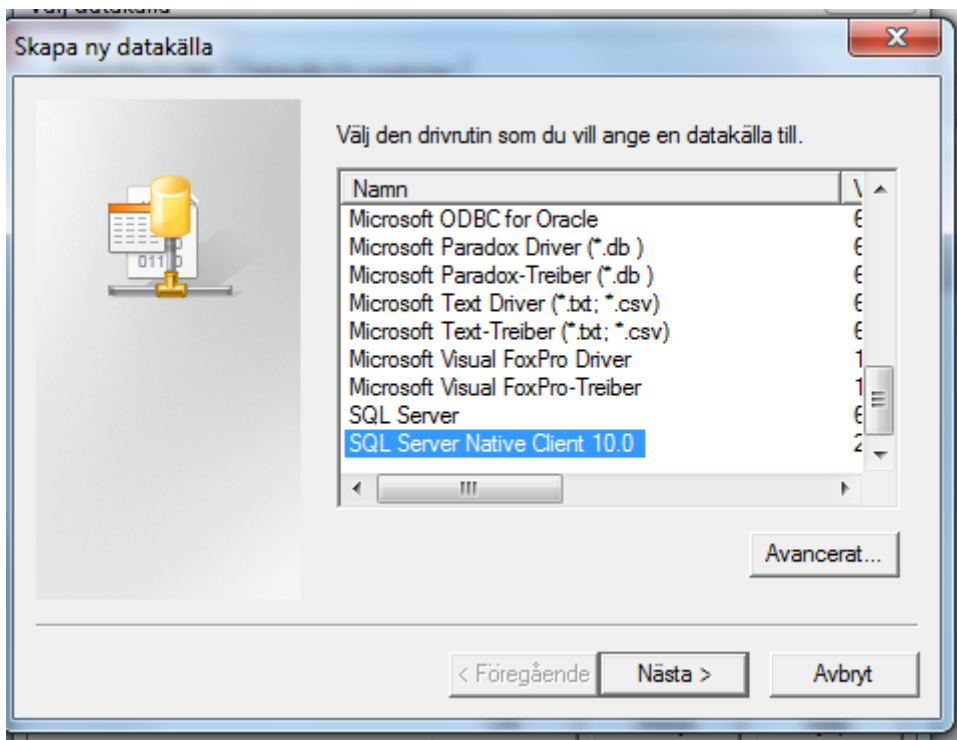 Välj datakälla
Skapa ny datakälla
Välj den drivrutin som du vill ange en datakälla till.
Namn
Microsoft ODBC for Oracle
Microsoft Paradox Driver (*.db )
Microsoft Paradox-Treiber (*.db )
Microsoft Text Driver (*.txt; *.csv)
Microsoft Text-Treiber (*.txt; *.csv)
Microsoft Visual FoxPro Driver
Microsoft Visual FoxPro-Treiber
SQL Server
SQL Server Native Client 10.0
Avancerat...
< Föregående Nästa > Avbryt